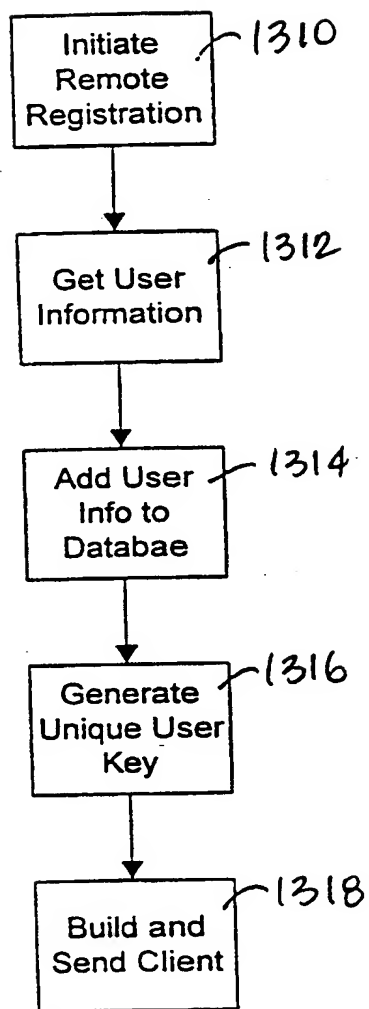 Initiate
Remote
Registration
1310
Get User
Information
1312
Add User
Info to
Databae
1314
Generate
Unique User
Key
1316
Build and
Send Client
1318